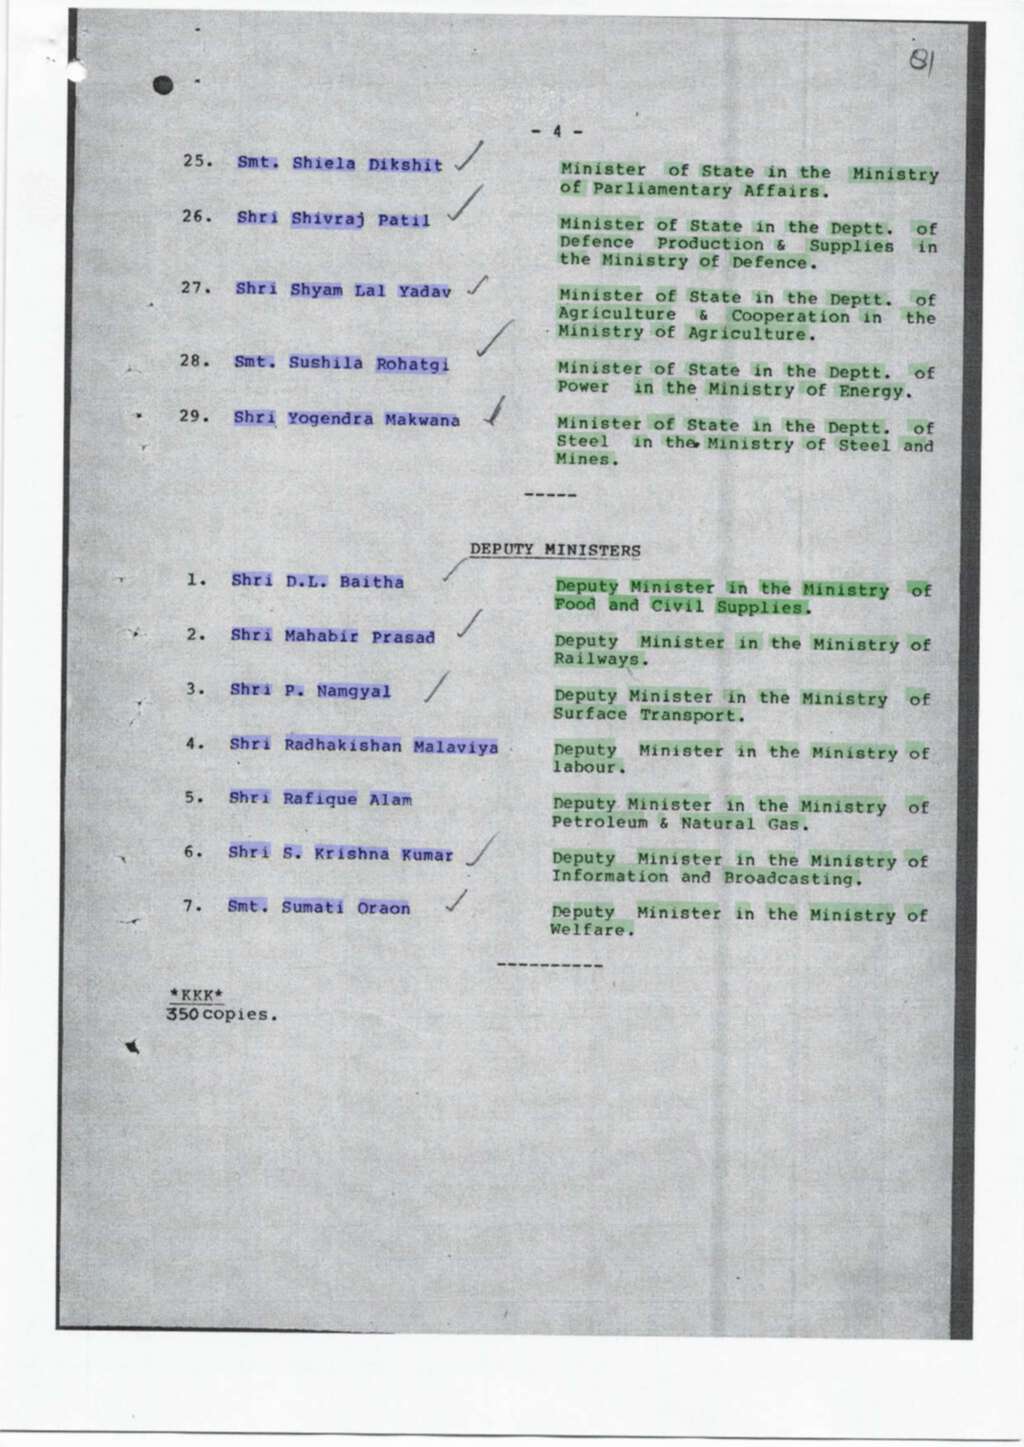 81
- 4 -
25. Smt. Shiela Dikshit Minister of State in the Ministry
of Parliamentary Affairs.
26. Shri Shivraj Patil Minister of State in the Deptt. of
Defence Production & Supplies in
the Ministry of Defence.
27. Shri Shyam Lal Yadav Minister of State in the Deptt. of
Agriculture & Cooperation in the
Ministry of Agriculture.
28. Smt. Sushila Rohatgi Minister of State in the Deptt. of
Power in the Ministry of Energy.
29. Shri Yogendra Makwana Minister of State in the Deptt. of
Steel in the Ministry of Steel and
Mines.
-----
DEPUTY MINISTERS
1. Shri D.L. Baitha Deputy Minister in the Ministry of
Food and Civil Supplies.
2. Shri Mahabir Prasad Deputy Minister in the Ministry of
Railways.
3. Shri P. Namgyal Deputy Minister in the Ministry of
Surface Transport.
4. Shri Radhakishan Malaviya Deputy Minister in the Ministry of
labour.
5. Shri Rafique Alam Deputy Minister in the Ministry of
Petroleum & Natural Gas.
6. Shri S. Krishna Kumar Deputy Minister in the Ministry of
Information and Broadcasting.
7. Smt. Sumati Oraon Deputy Minister in the Ministry of
Welfare.
----------
*KKK*
350 copies.